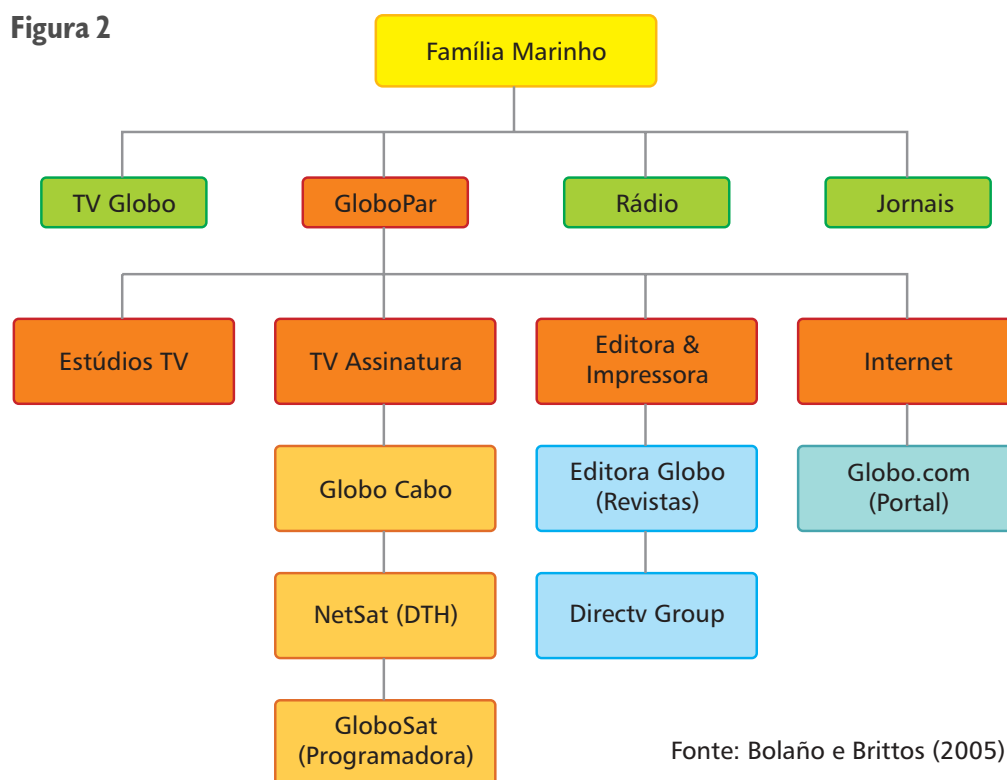 Figura 2
Família Marinho
TV Globo
GloboPar
Rádio
Jornais
Estúdios TV
TV Assinatura
Editora &
Impressora
Internet
Globo Cabo
Editora Globo
(Revistas)
Globo.com
(Portal)
NetSat (DTH)
Directv Group
GloboSat
(Programadora)
Fonte: Bolaño e Brittos (2005)